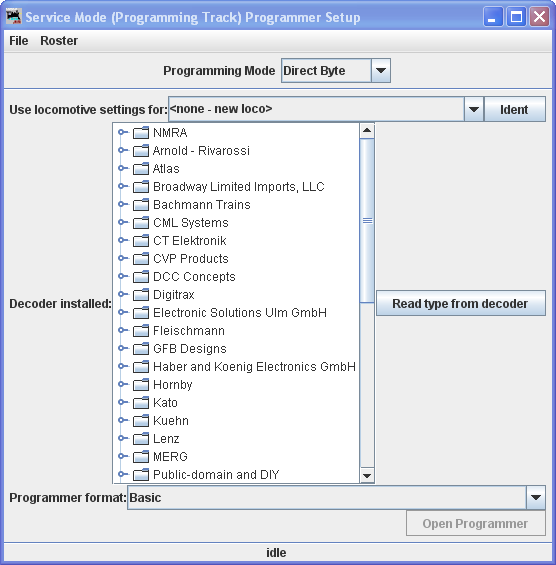 Service Mode (Programming Track) Programmer Setup
File Roster
Programming Mode Direct Byte
Use locomotive settings for: <none - new loco> Ident
NMRA
Arnold - Rivarossi
Atlas
Broadway Limited Imports, LLC
Bachmann Trains
CML Systems
CT Elektronik
CVP Products
DCC Concepts
Digitrax
Decoder installed: Read type from decoder
Electronic Solutions Ulm GmbH
Fleischmann
GFB Designs
Haber and Koenig Electronics GmbH
Hornby
Kato
Kuehn
Lenz
MERG
Public-domain and DIY
Programmer format: Basic
Open Programmer
idle